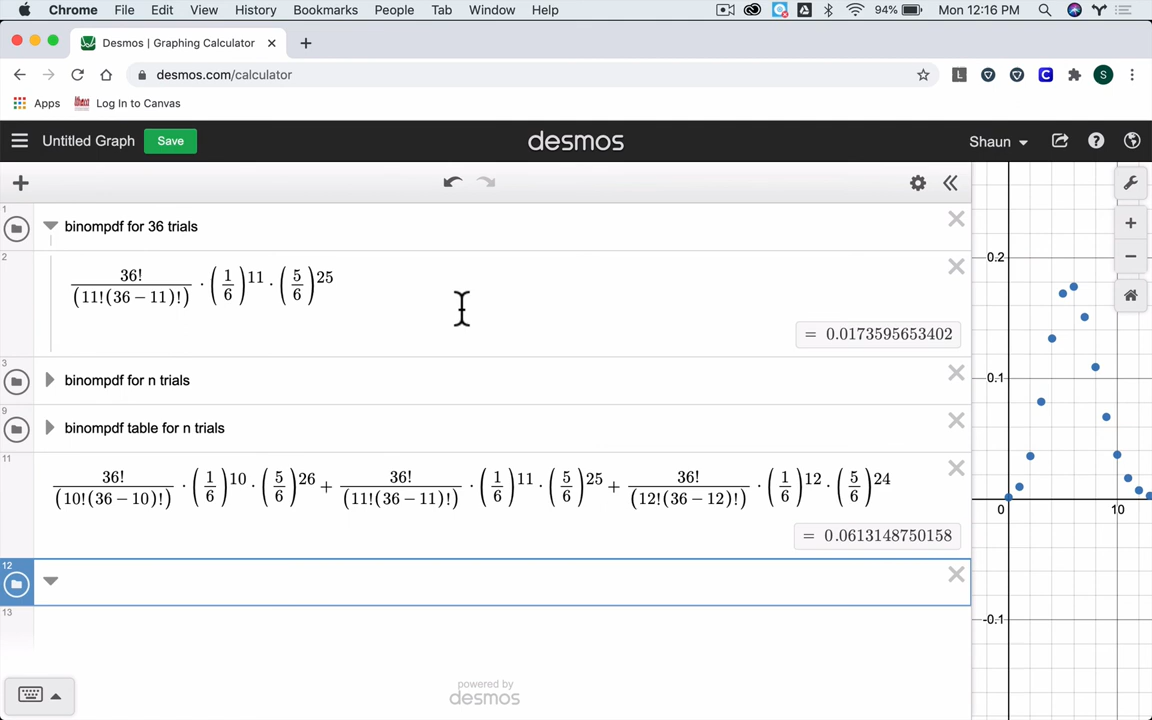 Chrome File Edit View History Bookmarks People Tab Window Help 94% Mon 12:16 PM
Desmos | Graphing Calculator
desmos.com/calculator L C S
Apps Log In to Canvas
Untitled Graph Save desmos Shaun
1 binompdf for 36 trials
2 36!/(11!(36−11)!) · (1/6)^11 · (5/6)^25
= 0.0173595653402
3 binompdf for n trials
9 binompdf table for n trials
11 36!/(10!(36−10)!) · (1/6)^10 · (5/6)^26 + 36!/(11!(36−11)!) · (1/6)^11 · (5/6)^25 + 36!/(12!(36−12)!) · (1/6)^12 · (5/6)^24
= 0.0613148750158
12
13
powered by
desmos
0.2
0.1
0 10
-0.1